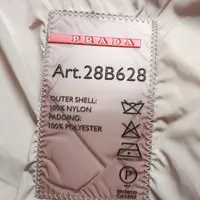 PRADA
Art.28B628
OUTER SHELL:
100% NYLON
PADDING:
100% POLYESTER